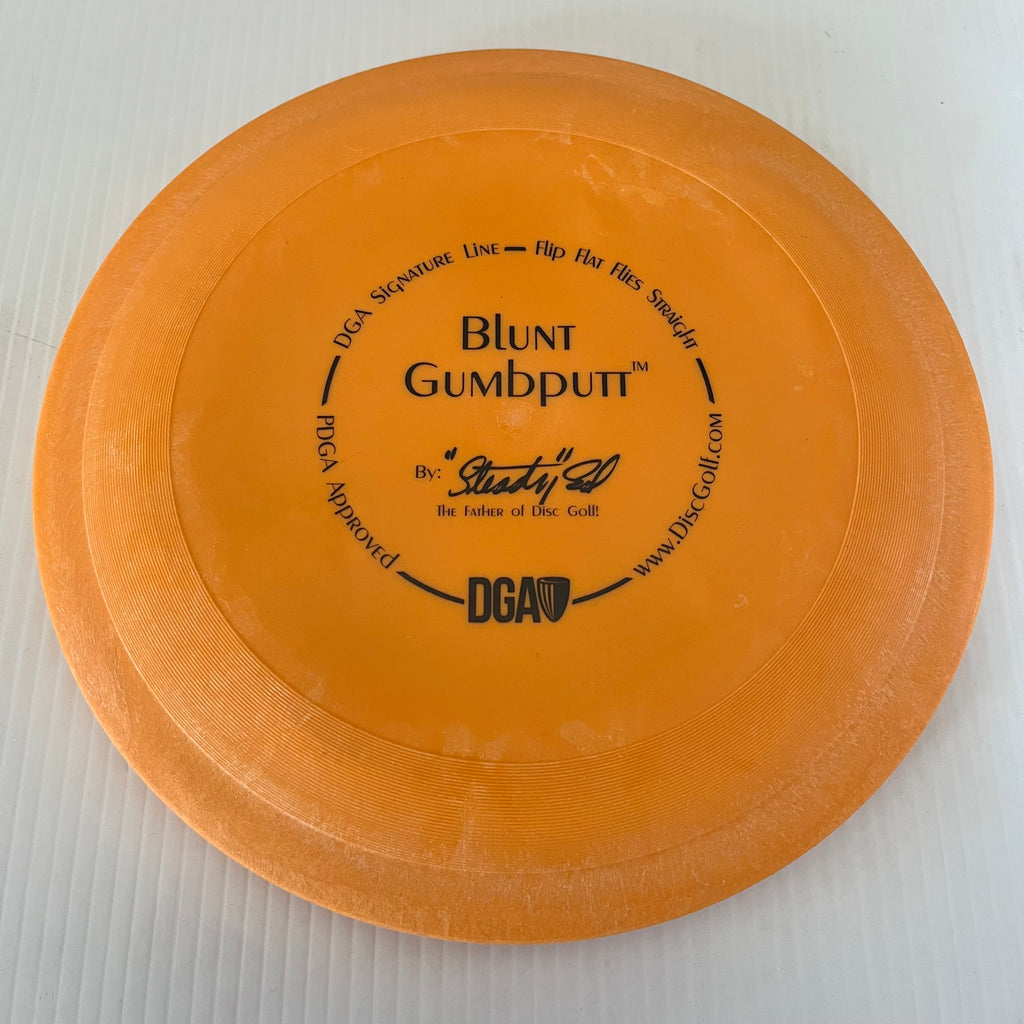 DGA Signature Line — Flip Flat Flies Straight
Blunt
Gumbputt™
By: "Steady" Ed
The Father of Disc Golf!
PDGA Approved
www.DiscGolf.com
DGA